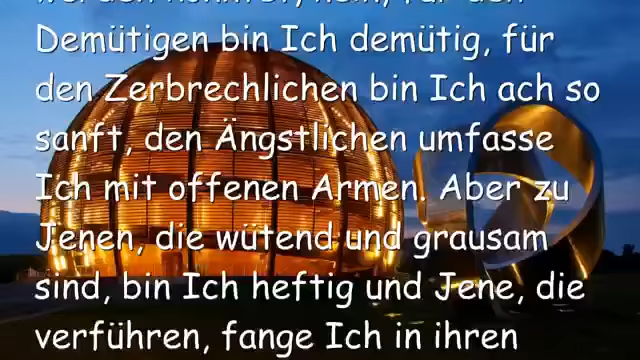 Demütigen bin Ich demütig, für
den Zerbrechlichen bin Ich ach so
sanft, den Ängstlichen umfasse
Ich mit offenen Armen. Aber zu
Jenen, die wütend und grausam
sind, bin Ich heftig und Jene, die
verführen, fange Ich in ihren